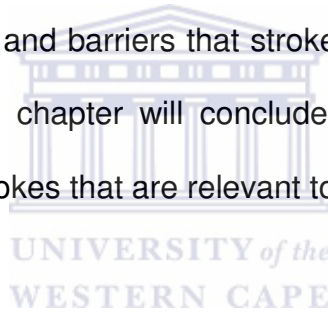 and barriers that stroke
chapter will conclude
okes that are relevant to
UNIVERSITY of the
WESTERN CAPE